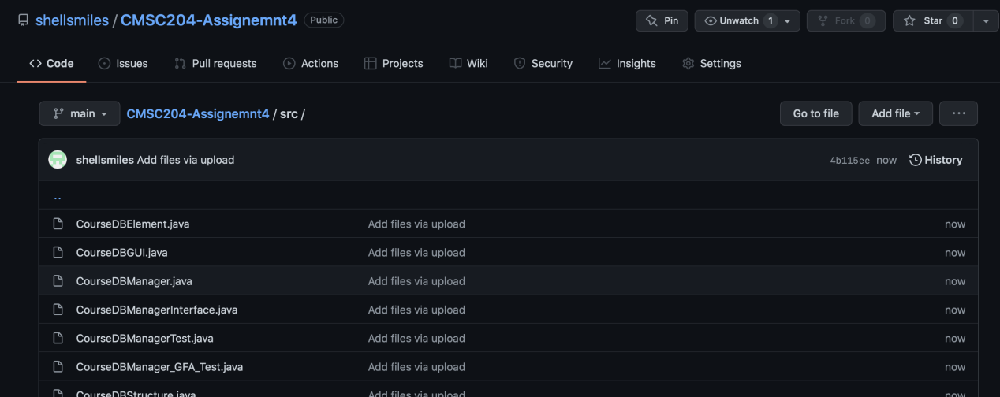 shellsmiles / CMSC204-Assignemnt4 Public Pin Unwatch 1 Fork 0 Star 0
Code Issues Pull requests Actions Projects Wiki Security Insights Settings
main CMSC204-Assignemnt4 / src / Go to file Add file ...
shellsmiles Add files via upload 4b115ee now History
..
CourseDBElement.java Add files via upload now
CourseDBGUI.java Add files via upload now
CourseDBManager.java Add files via upload now
CourseDBManagerInterface.java Add files via upload now
CourseDBManagerTest.java Add files via upload now
CourseDBManager_GFA_Test.java Add files via upload now
CourseDBStructure.java Add files via upload now